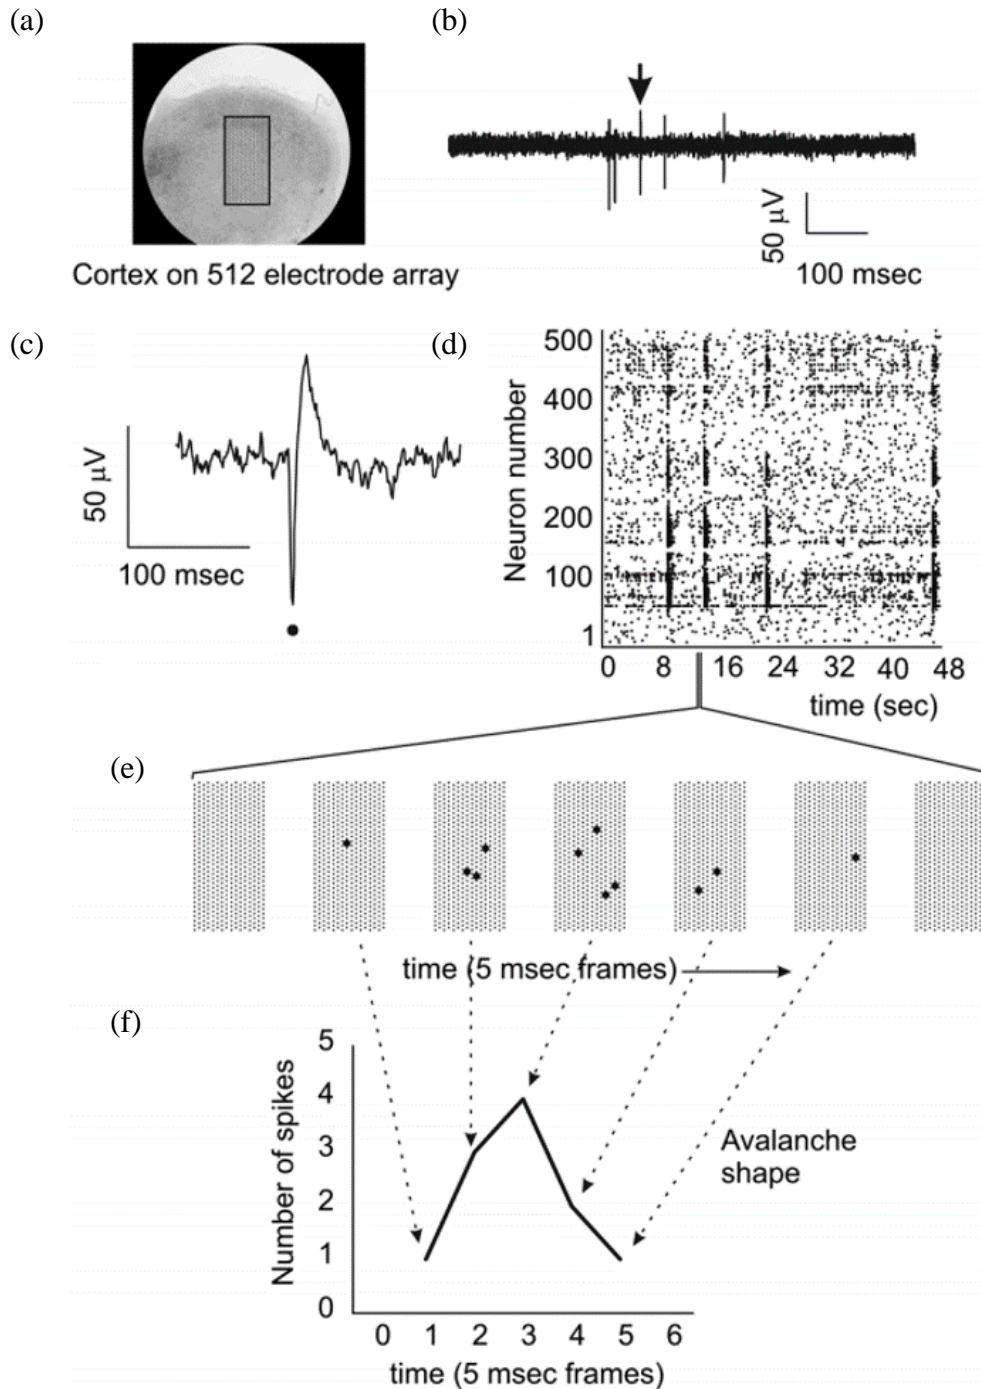 (a)
Cortex on 512 electrode array
(b)
50 μV
100 msec
(c)
50 μV
100 msec
(d)
Neuron number
500
400
300
200
100
1
0 8 16 24 32 40 48
time (sec)
(e)
time (5 msec frames)
(f)
Number of spikes
5
4
3
2
1
0
Avalanche
shape
0 1 2 3 4 5 6
time (5 msec frames)